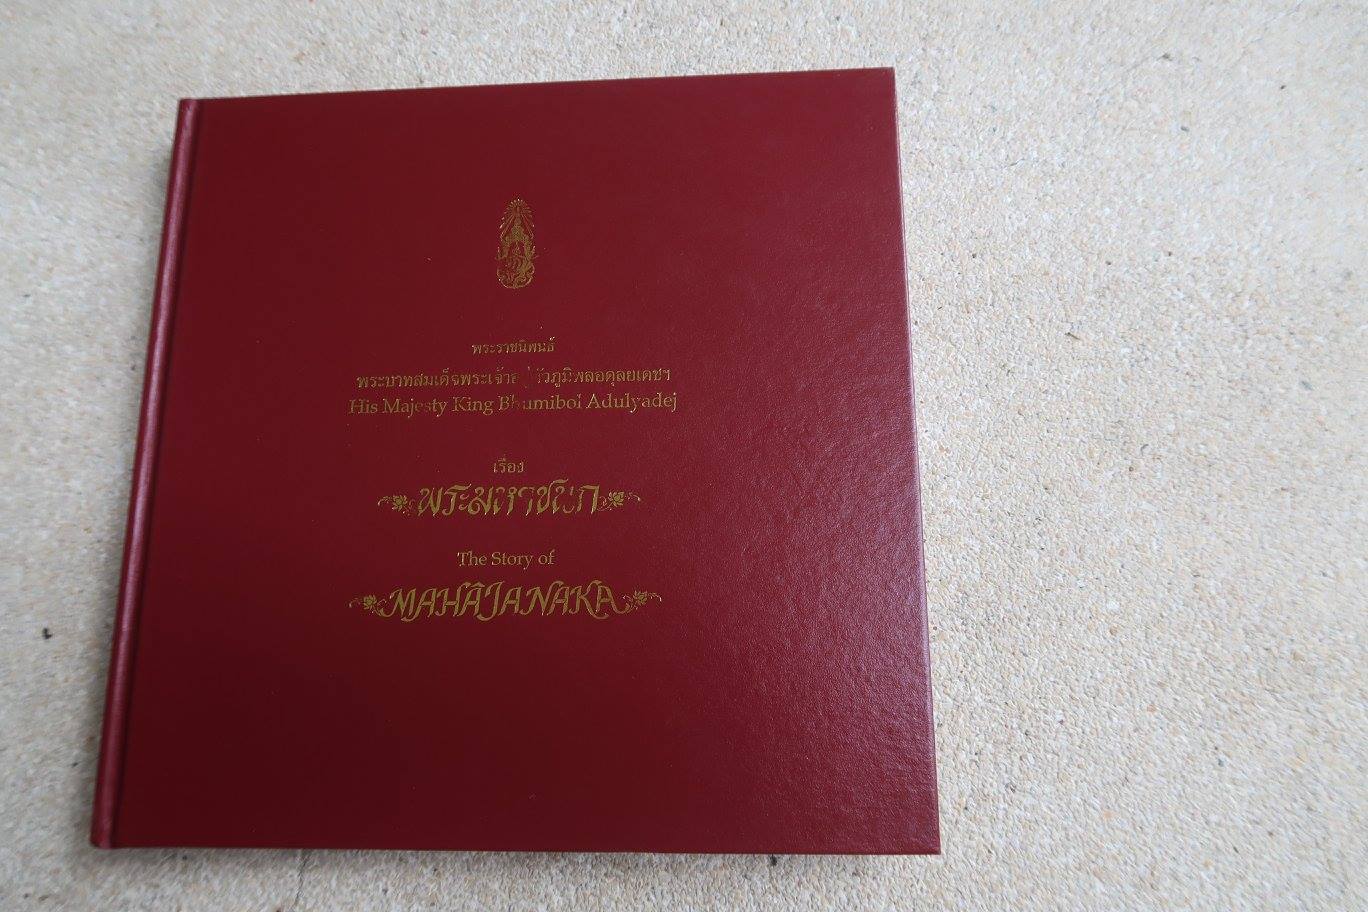 พระราชนิพนธ์
พระบาทสมเด็จพระเจ้าอยู่หัวภูมิพลอดุลยเดชฯ
His Majesty King Bhumibol Adulyadej
เรื่อง
พระมหาชนก
The Story of
MAHÂJANAKA